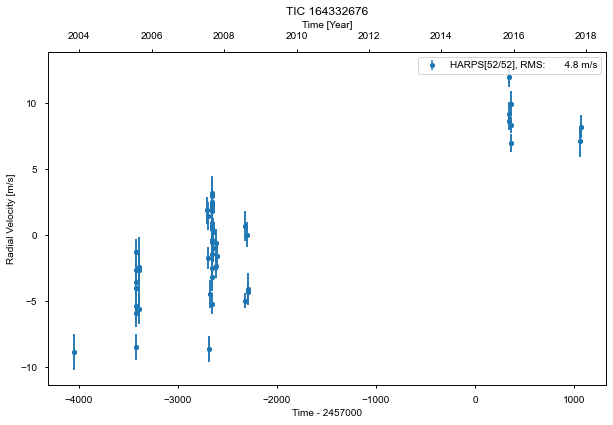 TIC 164332676
Time [Year]
2004 2006 2008 2010 2012 2014 2016 2018
HARPS[52/52], RMS: 4.8 m/s
Radial Velocity [m/s]
10
5
0
−5
−10
−4000 −3000 −2000 −1000 0 1000
Time - 2457000